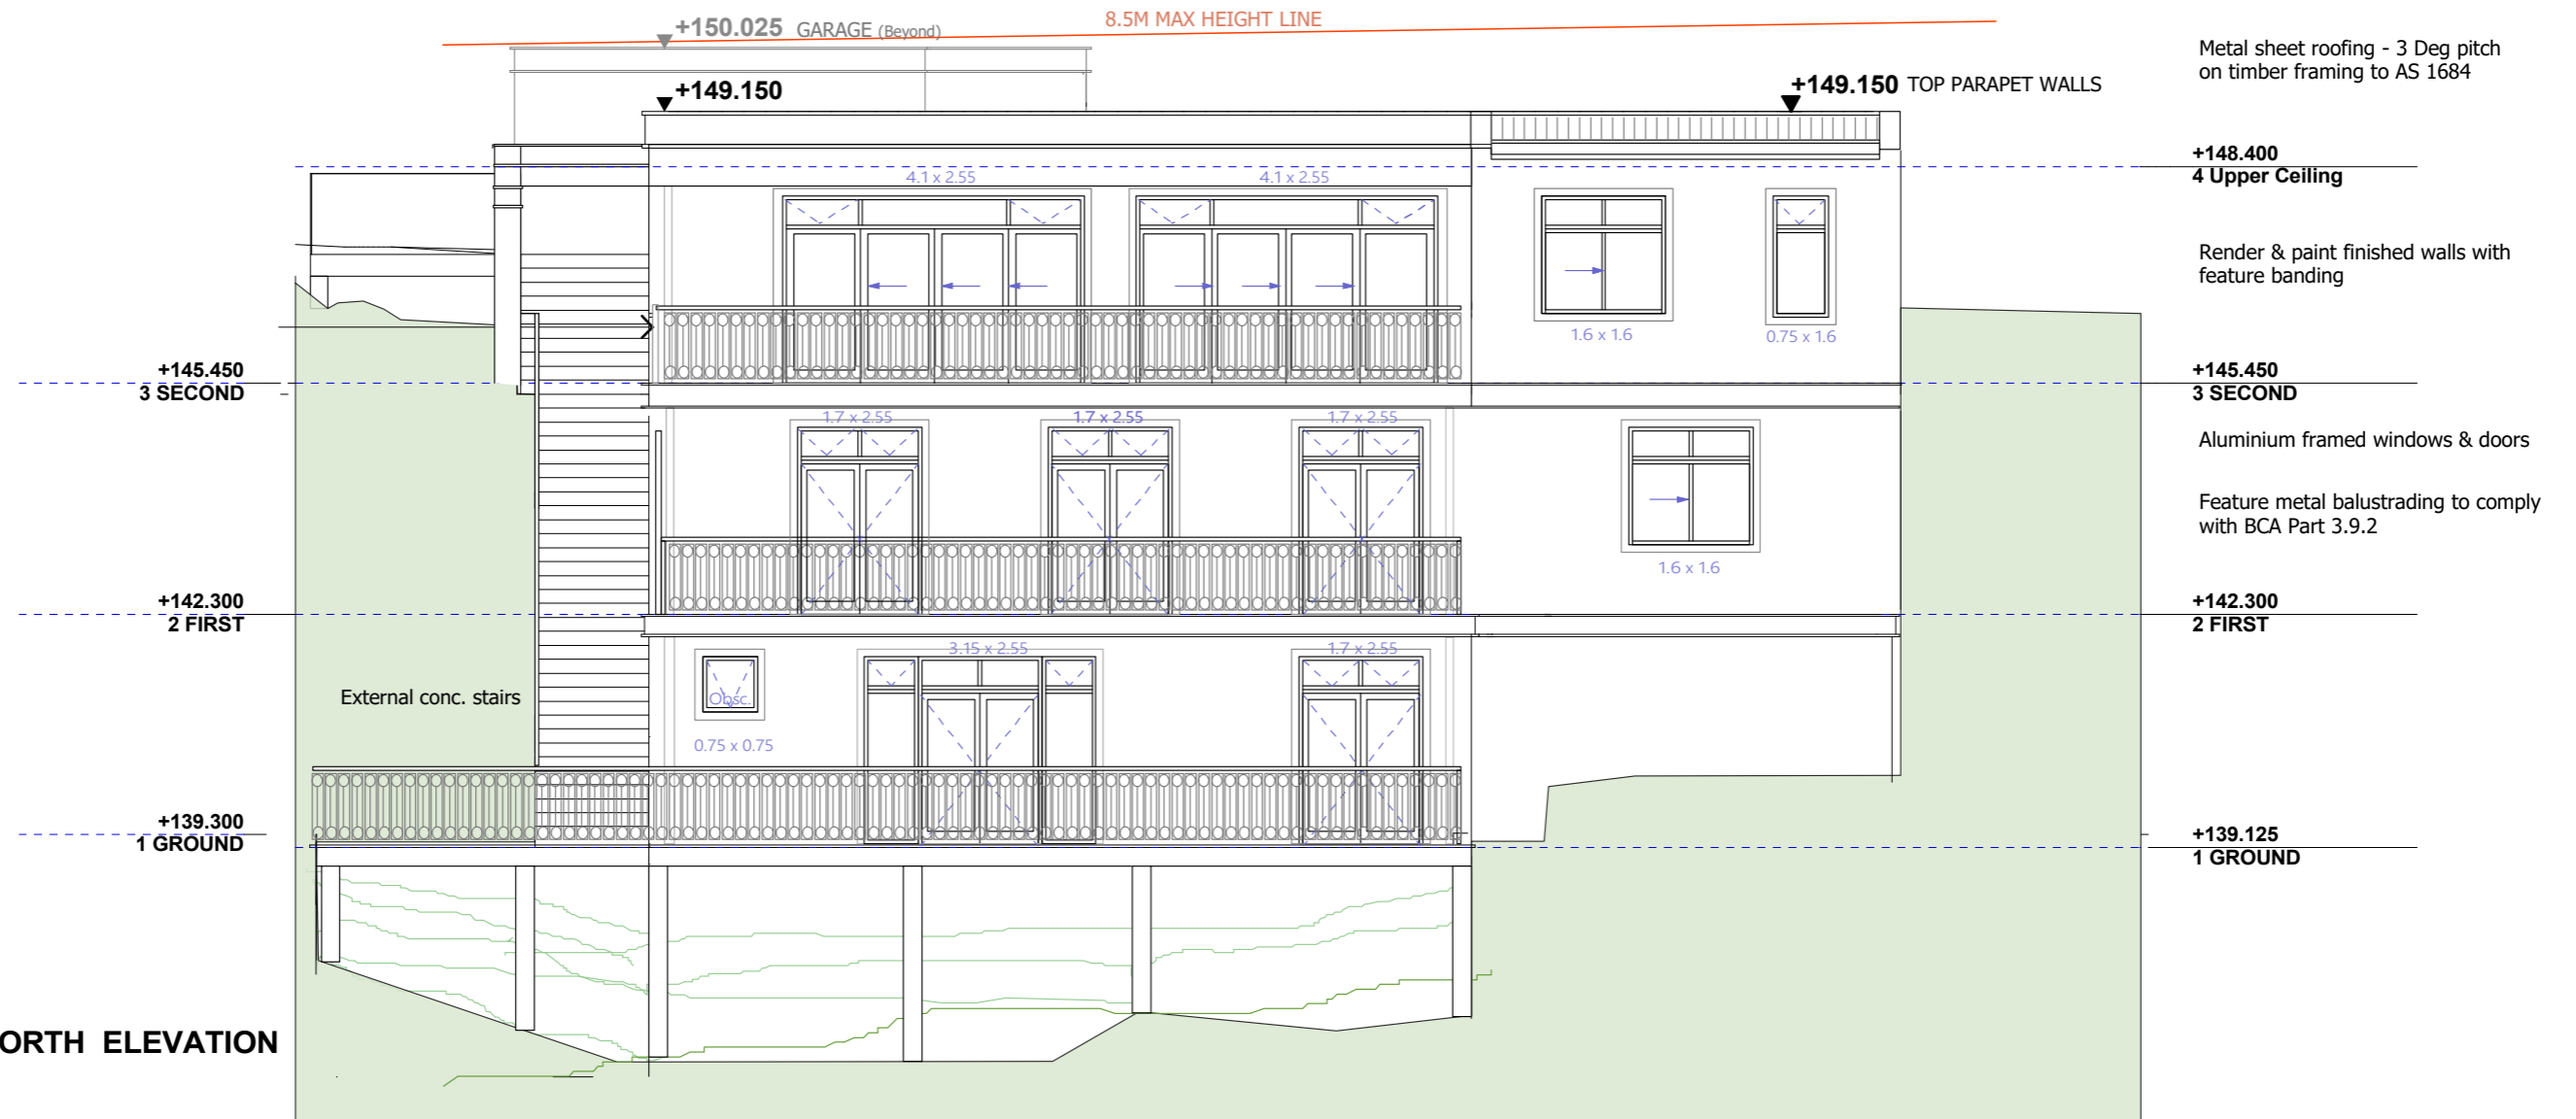 8.5M MAX HEIGHT LINE
+150.025 GARAGE (Beyond)
Metal sheet roofing - 3 Deg pitch
on timber framing to AS 1684
+149.150
+149.150 TOP PARAPET WALLS
+148.400
4 Upper Ceiling
4.1 x 2.55
4.1 x 2.55
Render & paint finished walls with
feature banding
1.6 x 1.6
0.75 x 1.6
+145.450
3 SECOND
+145.450
3 SECOND
1.7 x 2.55
1.7 x 2.55
1.7 x 2.55
Aluminium framed windows & doors
Feature metal balustrading to comply
with BCA Part 3.9.2
1.6 x 1.6
+142.300
2 FIRST
+142.300
2 FIRST
3.15 x 2.55
1.7 x 2.55
External conc. stairs
Obsc.
0.75 x 0.75
+139.300
1 GROUND
+139.125
1 GROUND
ORTH ELEVATION